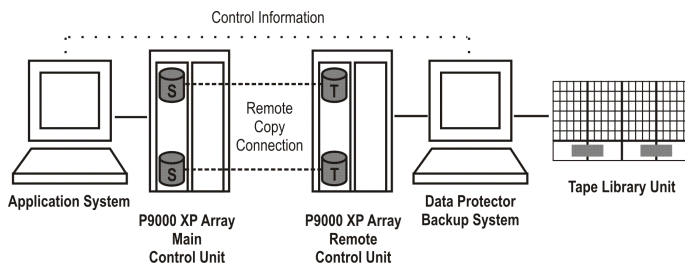 Control Information
S
T
Remote
Copy
Connection
S
T
Application System
P9000 XP Array
Main
Control Unit
P9000 XP Array
Remote
Control Unit
Data Protector
Backup System
Tape Library Unit